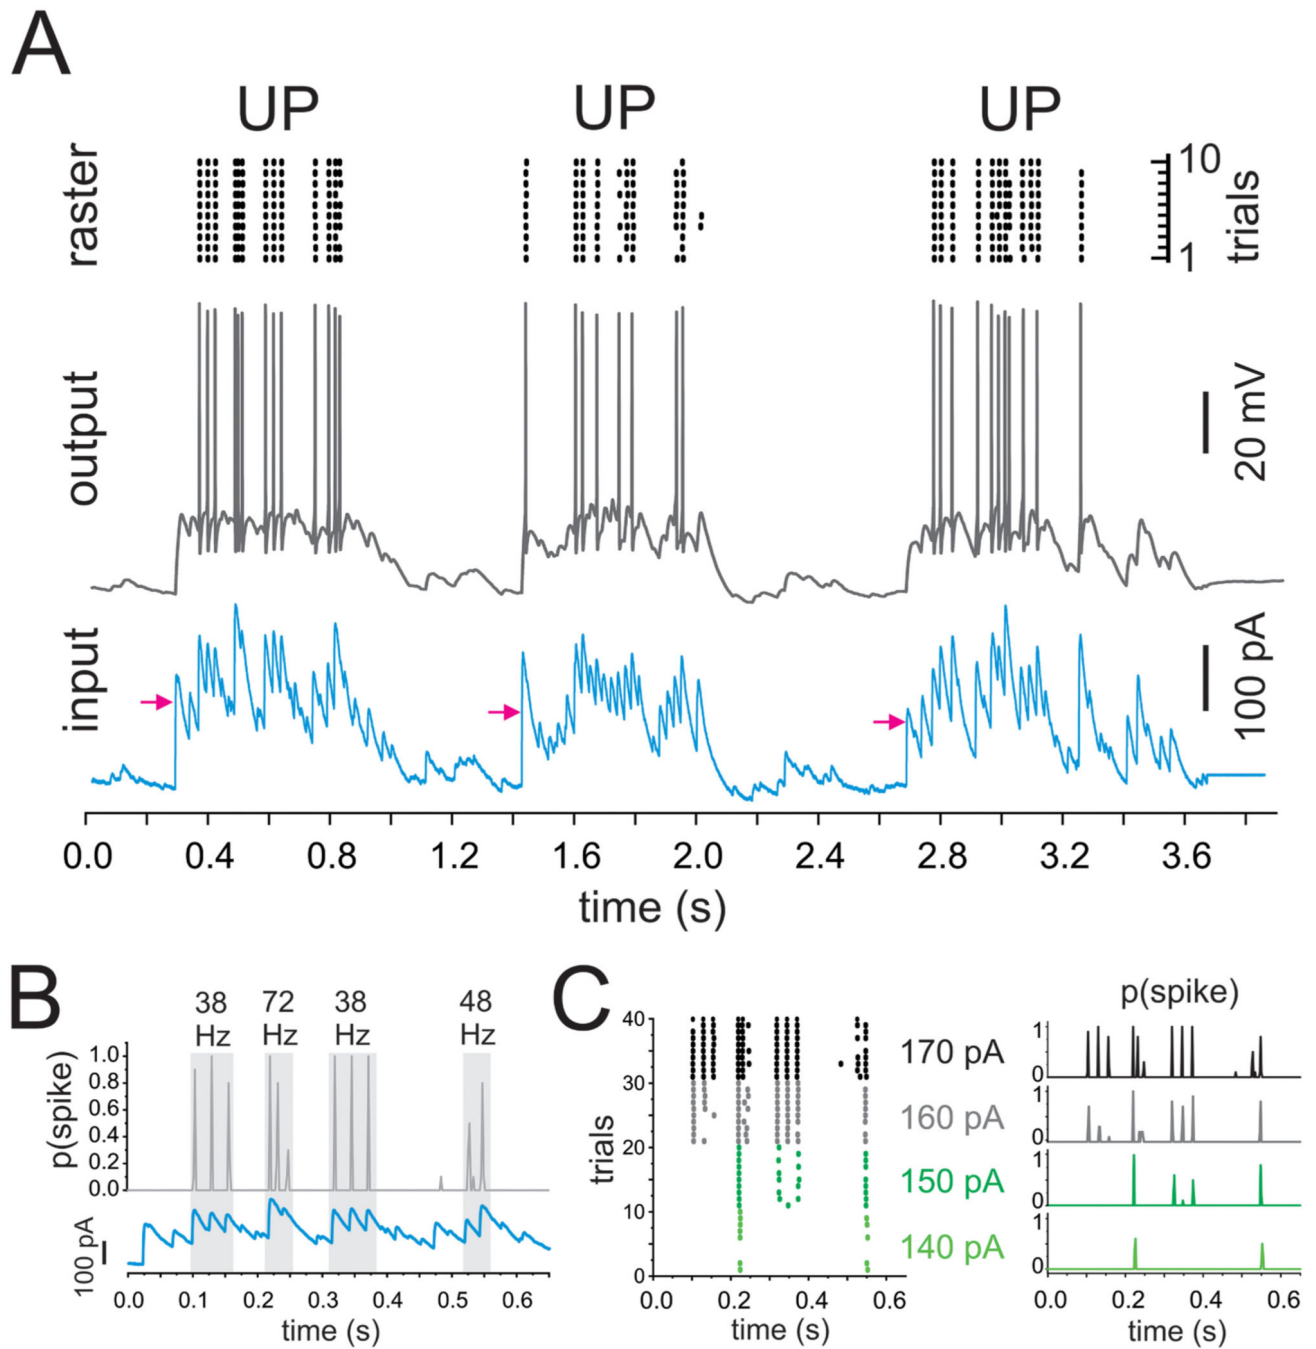 A
UP UP UP
raster
10
1
trials
output
20 mV
input
100 pA
0.0 0.4 0.8 1.2 1.6 2.0 2.4 2.8 3.2 3.6
time (s)
B
38 Hz 72 Hz 38 Hz 48 Hz
p(spike)
1.0
0.8
0.6
0.4
0.2
0.0
100 pA
0.0 0.1 0.2 0.3 0.4 0.5 0.6
time (s)
C
trials
40
30
20
10
0
0.0 0.2 0.4 0.6
time (s)
170 pA
160 pA
150 pA
140 pA
p(spike)
1
0
1
0
1
0
1
0
0.0 0.2 0.4 0.6
time (s)